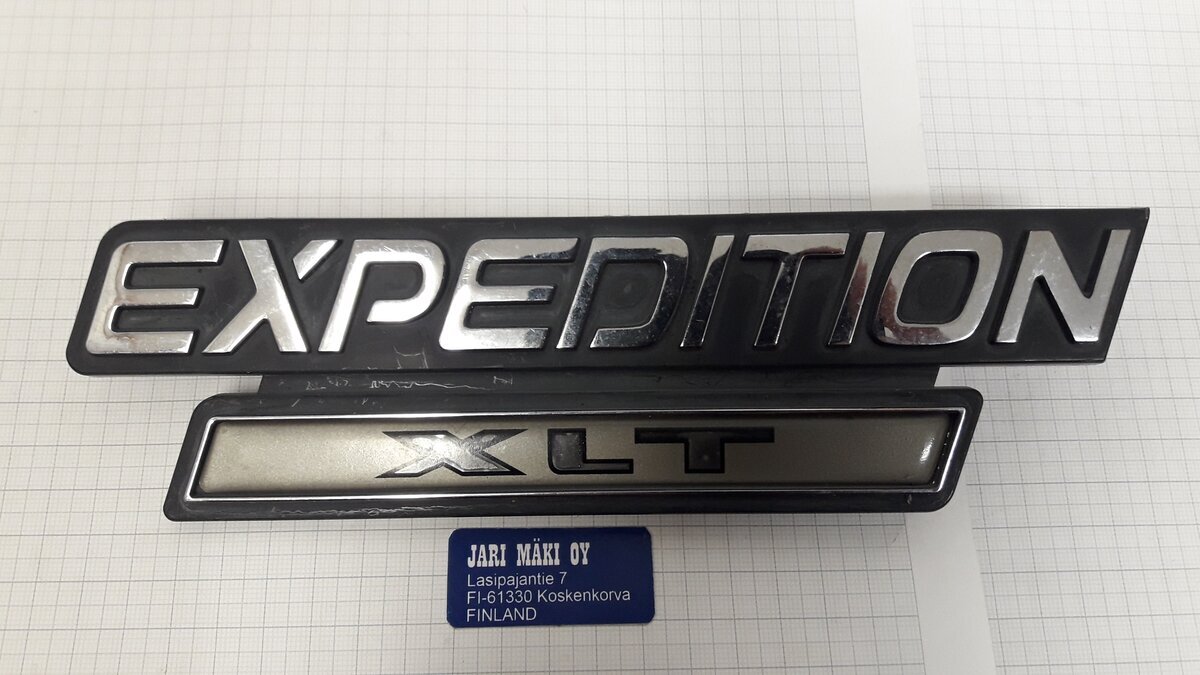 EXPEDITION
XLT
JARI MÄKI OY
Lasipajantie 7
FI-61330 Koskenkorva
FINLAND